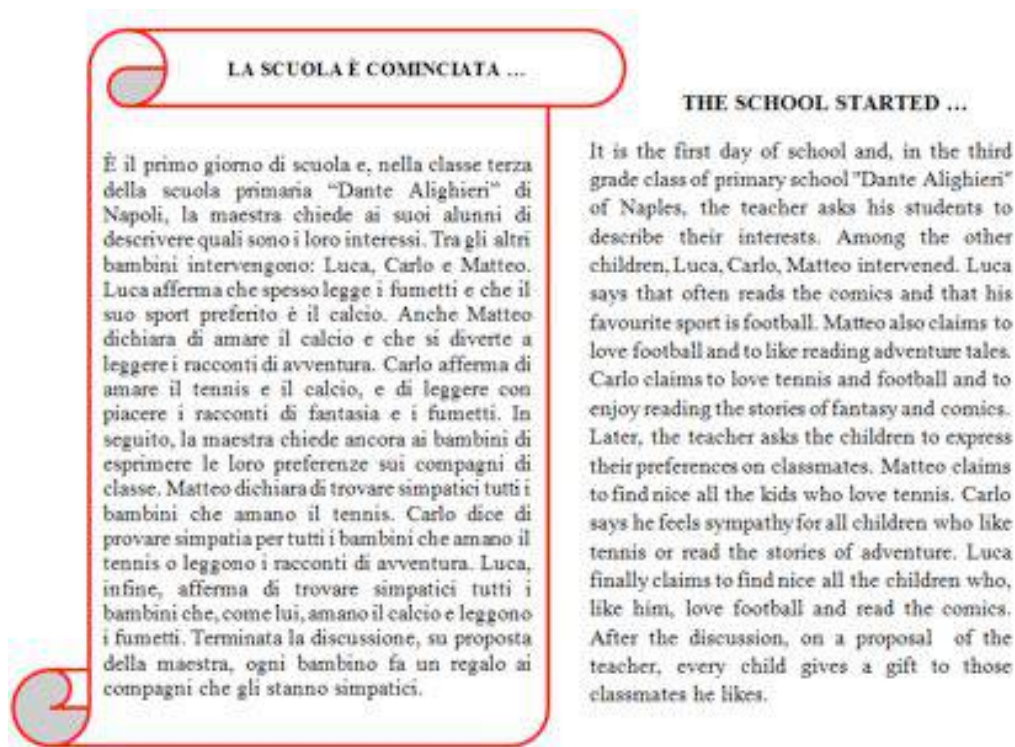 LA SCUOLA È COMINCIATA ...
È il primo giorno di scuola e, nella classe terza
della scuola primaria “Dante Alighieri” di
Napoli, la maestra chiede ai suoi alunni di
descrivere quali sono i loro interessi. Tra gli altri
bambini intervengono: Luca, Carlo e Matteo.
Luca afferma che spesso legge i fumetti e che il
suo sport preferito è il calcio. Anche Matteo
dichiara di amare il calcio e che si diverte a
leggere i racconti di avventura. Carlo afferma di
amare il tennis e il calcio, e di leggere con
piacere i racconti di fantasia e i fumetti. In
seguito, la maestra chiede ancora ai bambini di
esprimere le loro preferenze sui compagni di
classe. Matteo dichiara di trovare simpatici tutti i
bambini che amano il tennis. Carlo dice di
provare simpatia per tutti i bambini che amano il
tennis o leggono i racconti di avventura. Luca,
infine, afferma di trovare simpatici tutti i
bambini che, come lui, amano il calcio e leggono
i fumetti. Terminata la discussione, su proposta
della maestra, ogni bambino fa un regalo ai
compagni che gli stanno simpatici.
THE SCHOOL STARTED ...
It is the first day of school and, in the third
grade class of primary school "Dante Alighieri"
of Naples, the teacher asks his students to
describe their interests. Among the other
children, Luca, Carlo, Matteo intervened. Luca
says that often reads the comics and that his
favourite sport is football. Matteo also claims to
love football and to like reading adventure tales.
Carlo claims to love tennis and football and to
enjoy reading the stories of fantasy and comics.
Later, the teacher asks the children to express
their preferences on classmates. Matteo claims
to find nice all the kids who love tennis. Carlo
says he feels sympathy for all children who like
tennis or read the stories of adventure. Luca
finally claims to find nice all the children who,
like him, love football and read the comics.
After the discussion, on a proposal of the
teacher, every child gives a gift to those
classmates he likes.